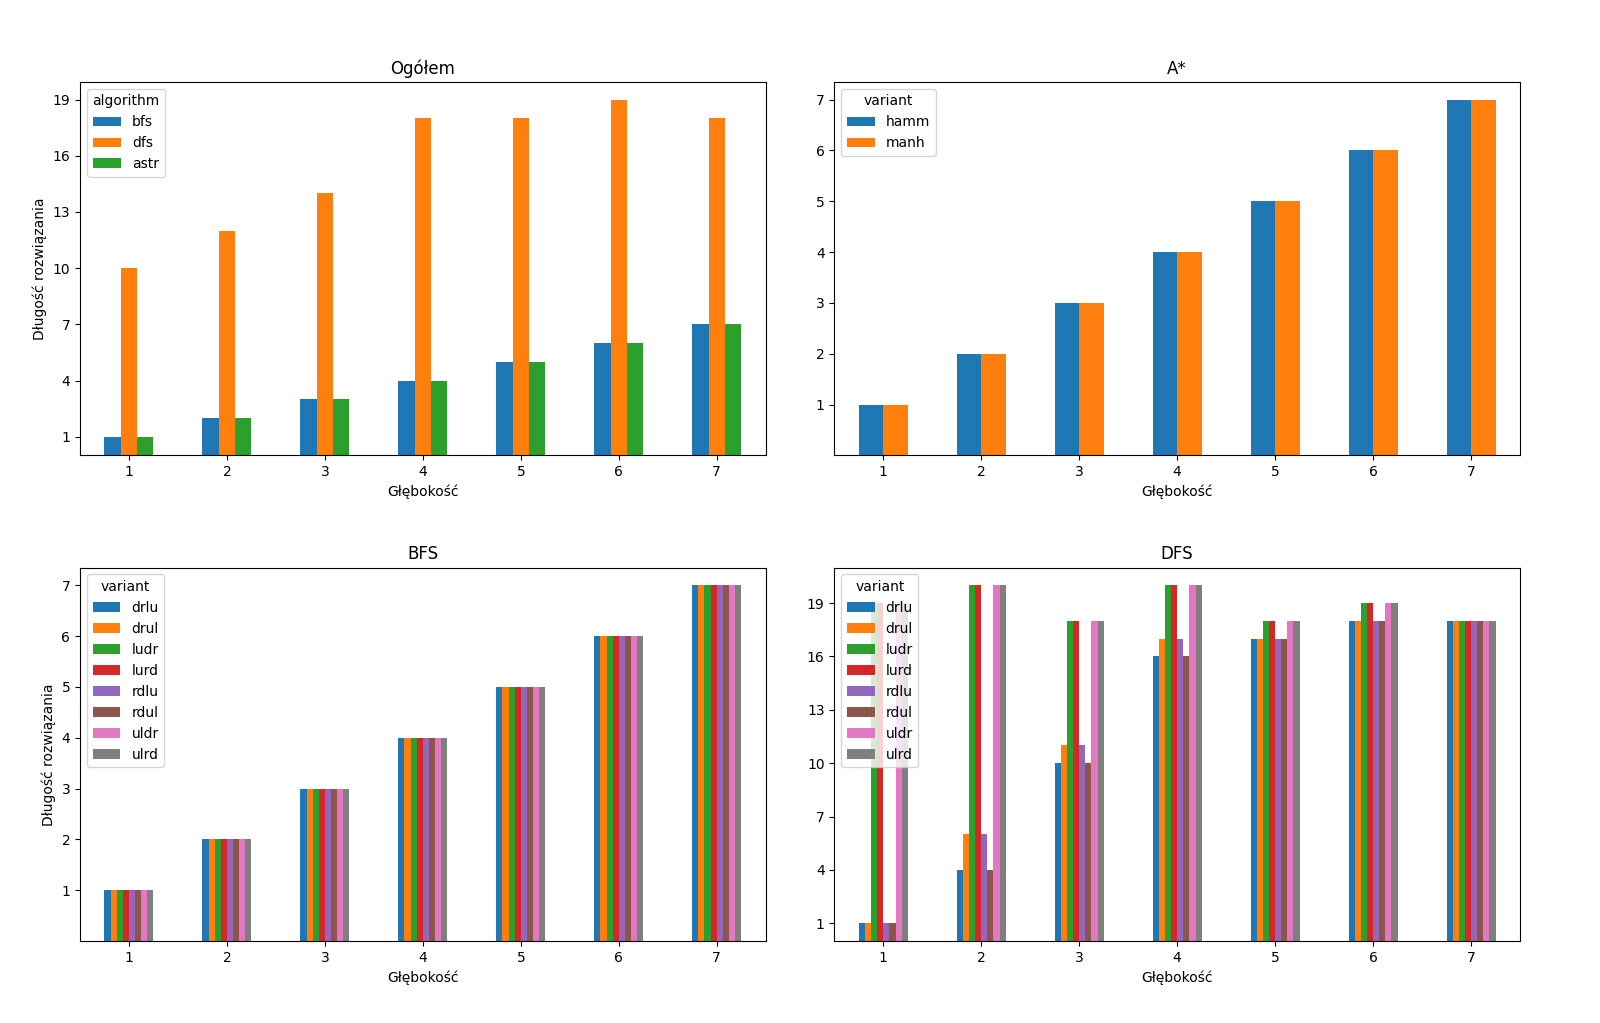 Ogółem
algorithm
bfs
dfs
astr
19
16
13
10
7
4
1
Długość rozwiązania
1 2 3 4 5 6 7
Głębokość
A*
variant
hamm
manh
7
6
5
4
3
2
1
1 2 3 4 5 6 7
Głębokość
BFS
variant
drlu
drul
ludr
lurd
rdlu
rdul
uldr
ulrd
7
6
5
4
3
2
1
Długość rozwiązania
1 2 3 4 5 6 7
Głębokość
DFS
variant
drlu
drul
ludr
lurd
rdlu
rdul
uldr
ulrd
19
16
13
10
7
4
1
1 2 3 4 5 6 7
Głębokość